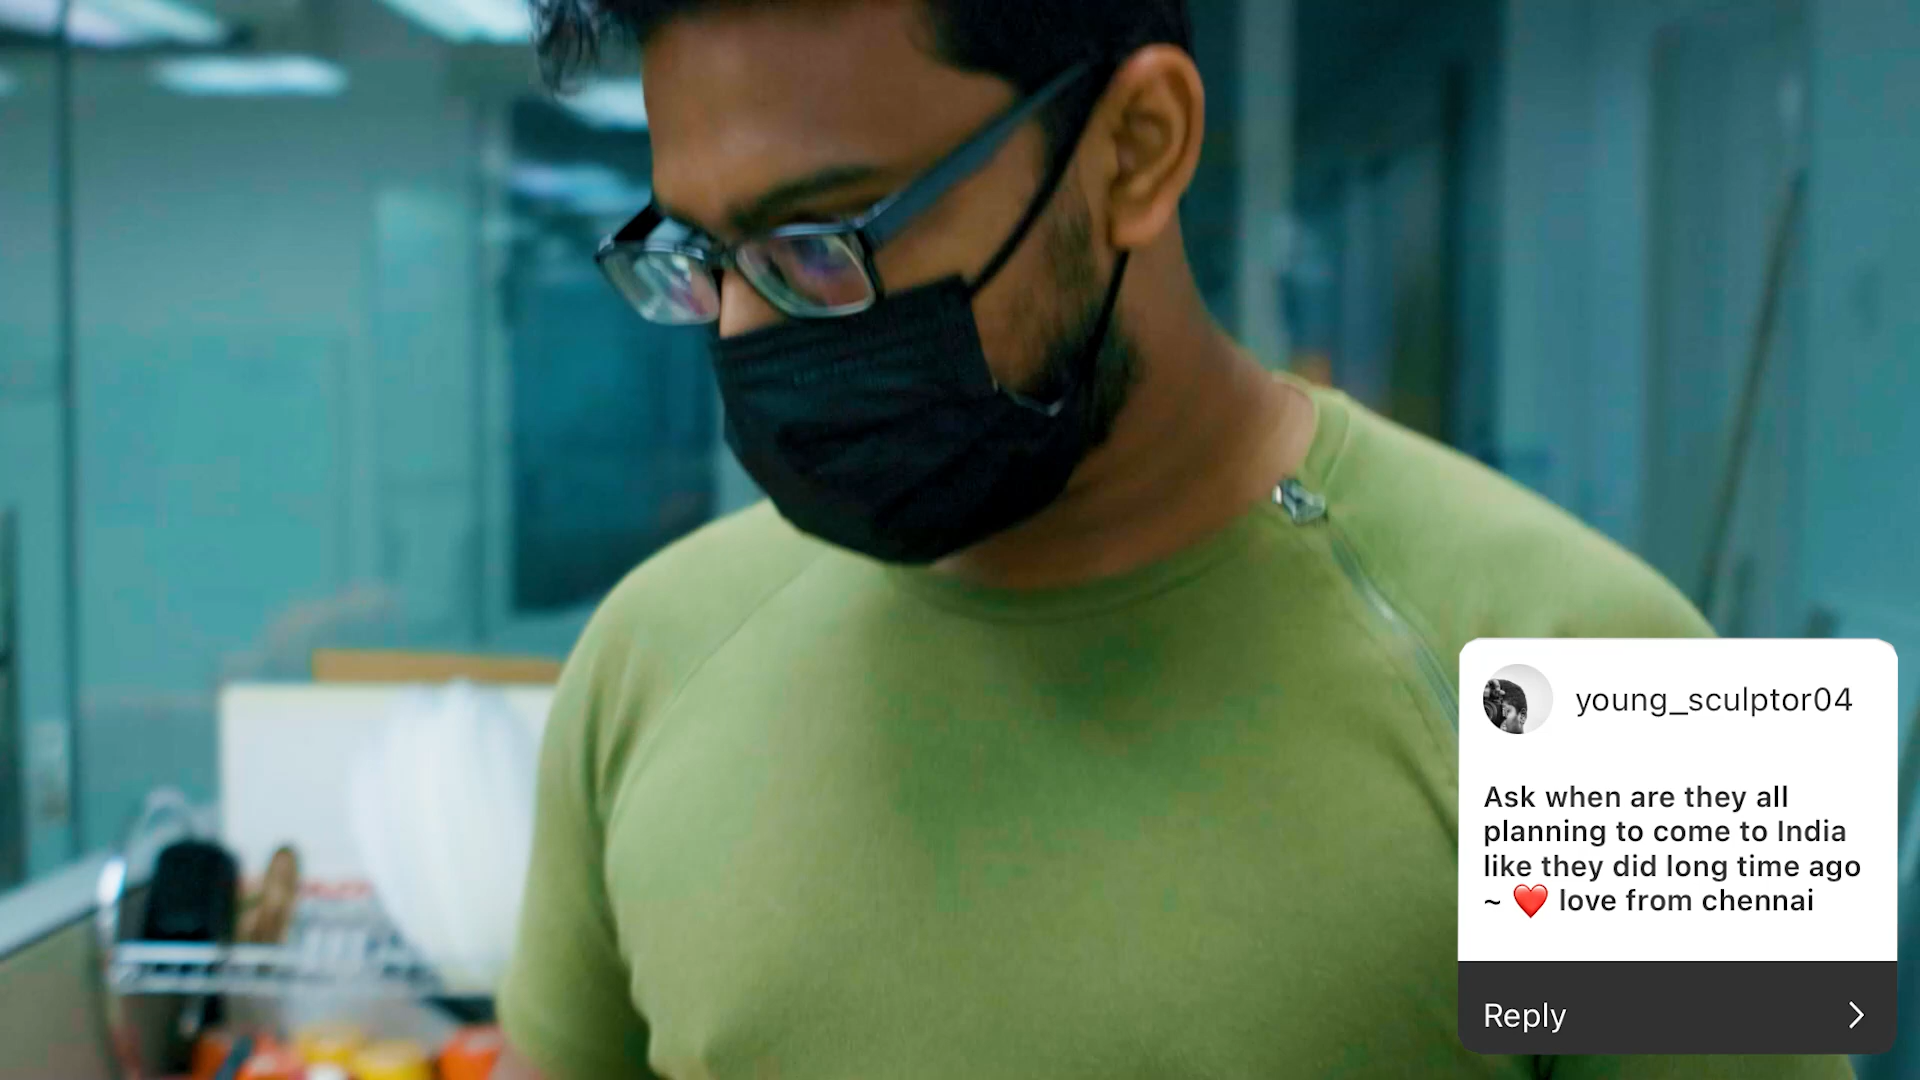 young_sculptor04
Ask when are they all
planning to come to India
like they did long time ago
~ ❤️ love from chennai
Reply